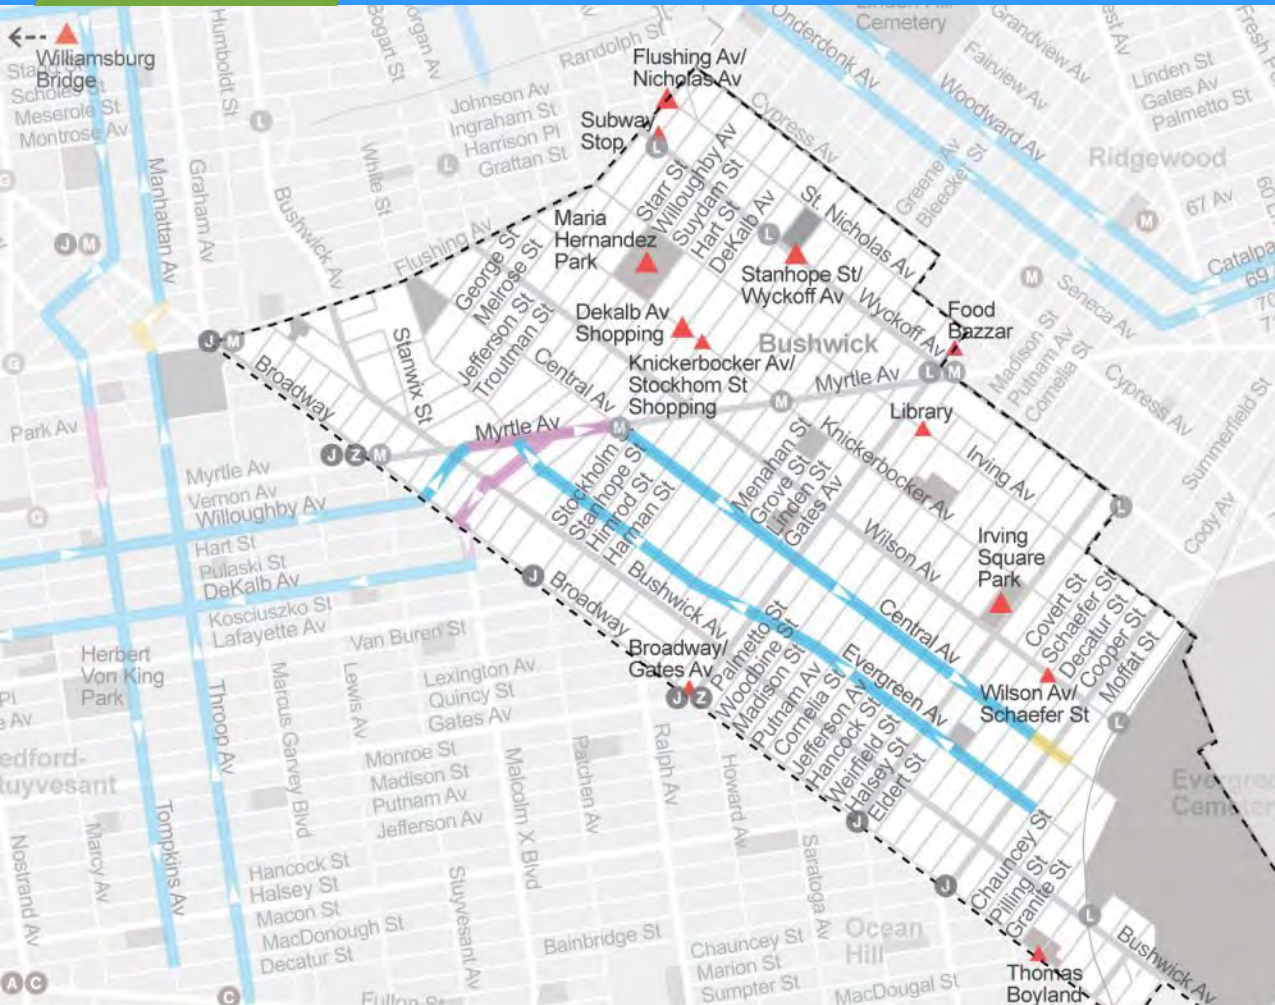 Williamsburg
Bridge
Scholes St
Meserole St
Montrose Av
Humboldt St
Bogart St
Randolph St
Johnson Av
Ingraham St
Harrison Pl
Grattan St
White St
Graham Av
Manhattan Av
Bushwick Av
Flushing Av
Flushing Av/
Nicholas Av
Subway
Stop
Cemetery
Onderdonk Av
Woodward Av
Fairview Av
Grandview Av
Linden St
Gates Av
Palmetto St
Ridgewood
67 Av
Catalpa
69
Greene Av
Bleecker St
Seneca Av
Cypress Av
St. Nicholas Av
Wyckoff Av
Starr St
Willoughby Av
Suydam St
Hart St
DeKalb Av
Maria
Hernandez
Park
Stanhope St/
Wyckoff Av
Food
Bazzar
Dekalb Av
Shopping
Bushwick
Knickerbocker Av/
Stockhom St
Shopping
Myrtle Av
Library
George St
Melrose St
Jefferson St
Troutman St
Central Av
Stanwix St
Broadway
Myrtle Av
Madison St
Putnam Av
Cornelia St
Cypress Av
Summerfield St
Cody Av
Irving Av
Knickerbocker Av
Wilson Av
Irving
Square
Park
Menahan St
Grove St
Linden St
Gates Av
Stockholm
Stanhope St
Himrod St
Harman St
Park Av
Myrtle Av
Vernon Av
Willoughby Av
Hart St
Pulaski St
DeKalb Av
Kosciuszko St
Lafayette Av
Van Buren St
Broadway
Bushwick Av
Central Av
Evergreen Av
Covert St
Schaefer St
Decatur St
Cooper St
Moffat St
Wilson Av/
Schaefer St
Broadway/
Gates Av
Palmetto St
Woodbine St
Madison St
Putnam Av
Cornelia St
Jefferson Av
Hancock St
Weirfield St
Halsey St
Eldert St
Herbert
Von King
Park
Lexington Av
Quincy St
Gates Av
Monroe St
Madison St
Putnam Av
Jefferson Av
Marcus Garvey Blvd
Lewis Av
Throop Av
Tompkins Av
Marcy Av
Nostrand Av
Malcolm X Blvd
Patchen Av
Ralph Av
Howard Av
Saratoga Av
Stuyvesant Av
Hancock St
Halsey St
Macon St
MacDonough St
Decatur St
Bainbridge St
Chauncey St
Marion St
Sumpter St
MacDougal St
Ocean
Hill
Chauncey St
Pilling St
Granite St
Thomas
Boyland
Bushwick Av